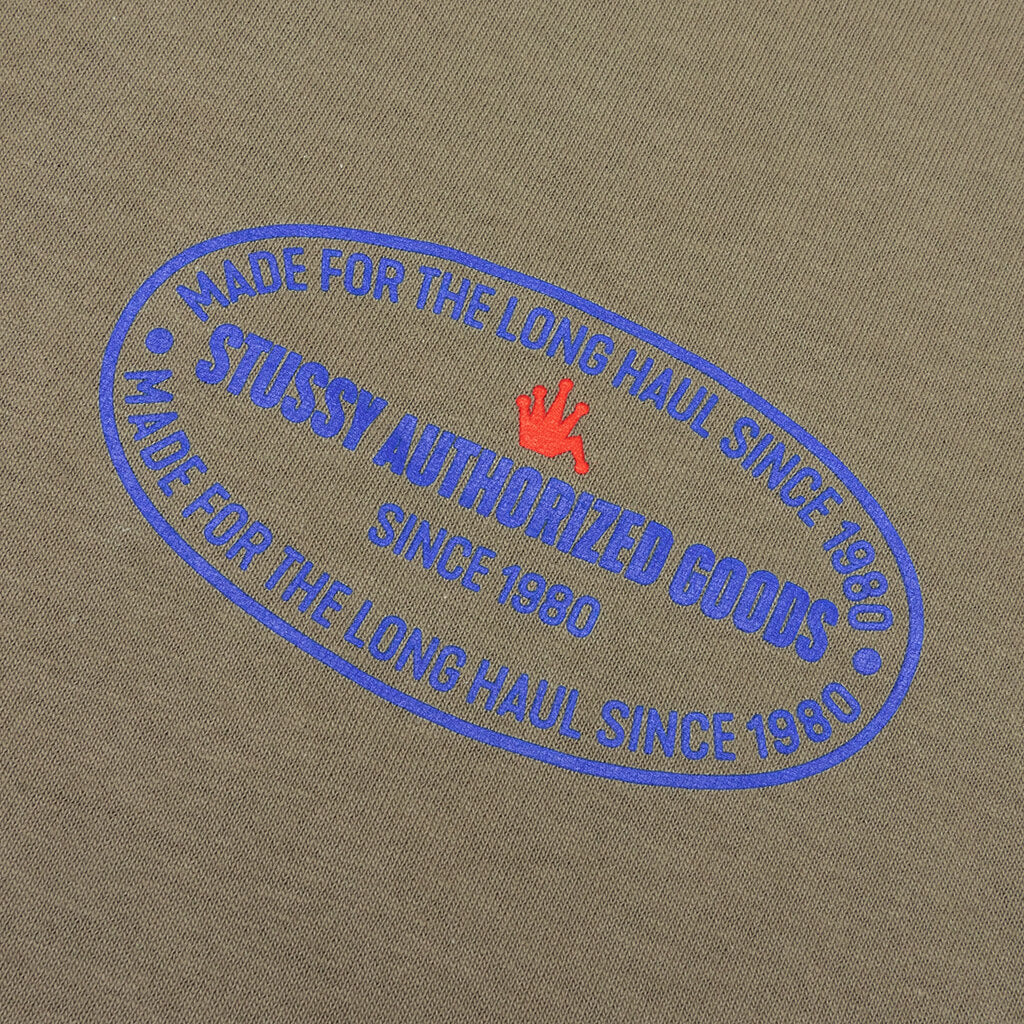 MADE FOR THE LONG HAUL SINCE 1980
STUSSY AUTHORIZED GOODS
SINCE 1980
MADE FOR THE LONG HAUL SINCE 1980